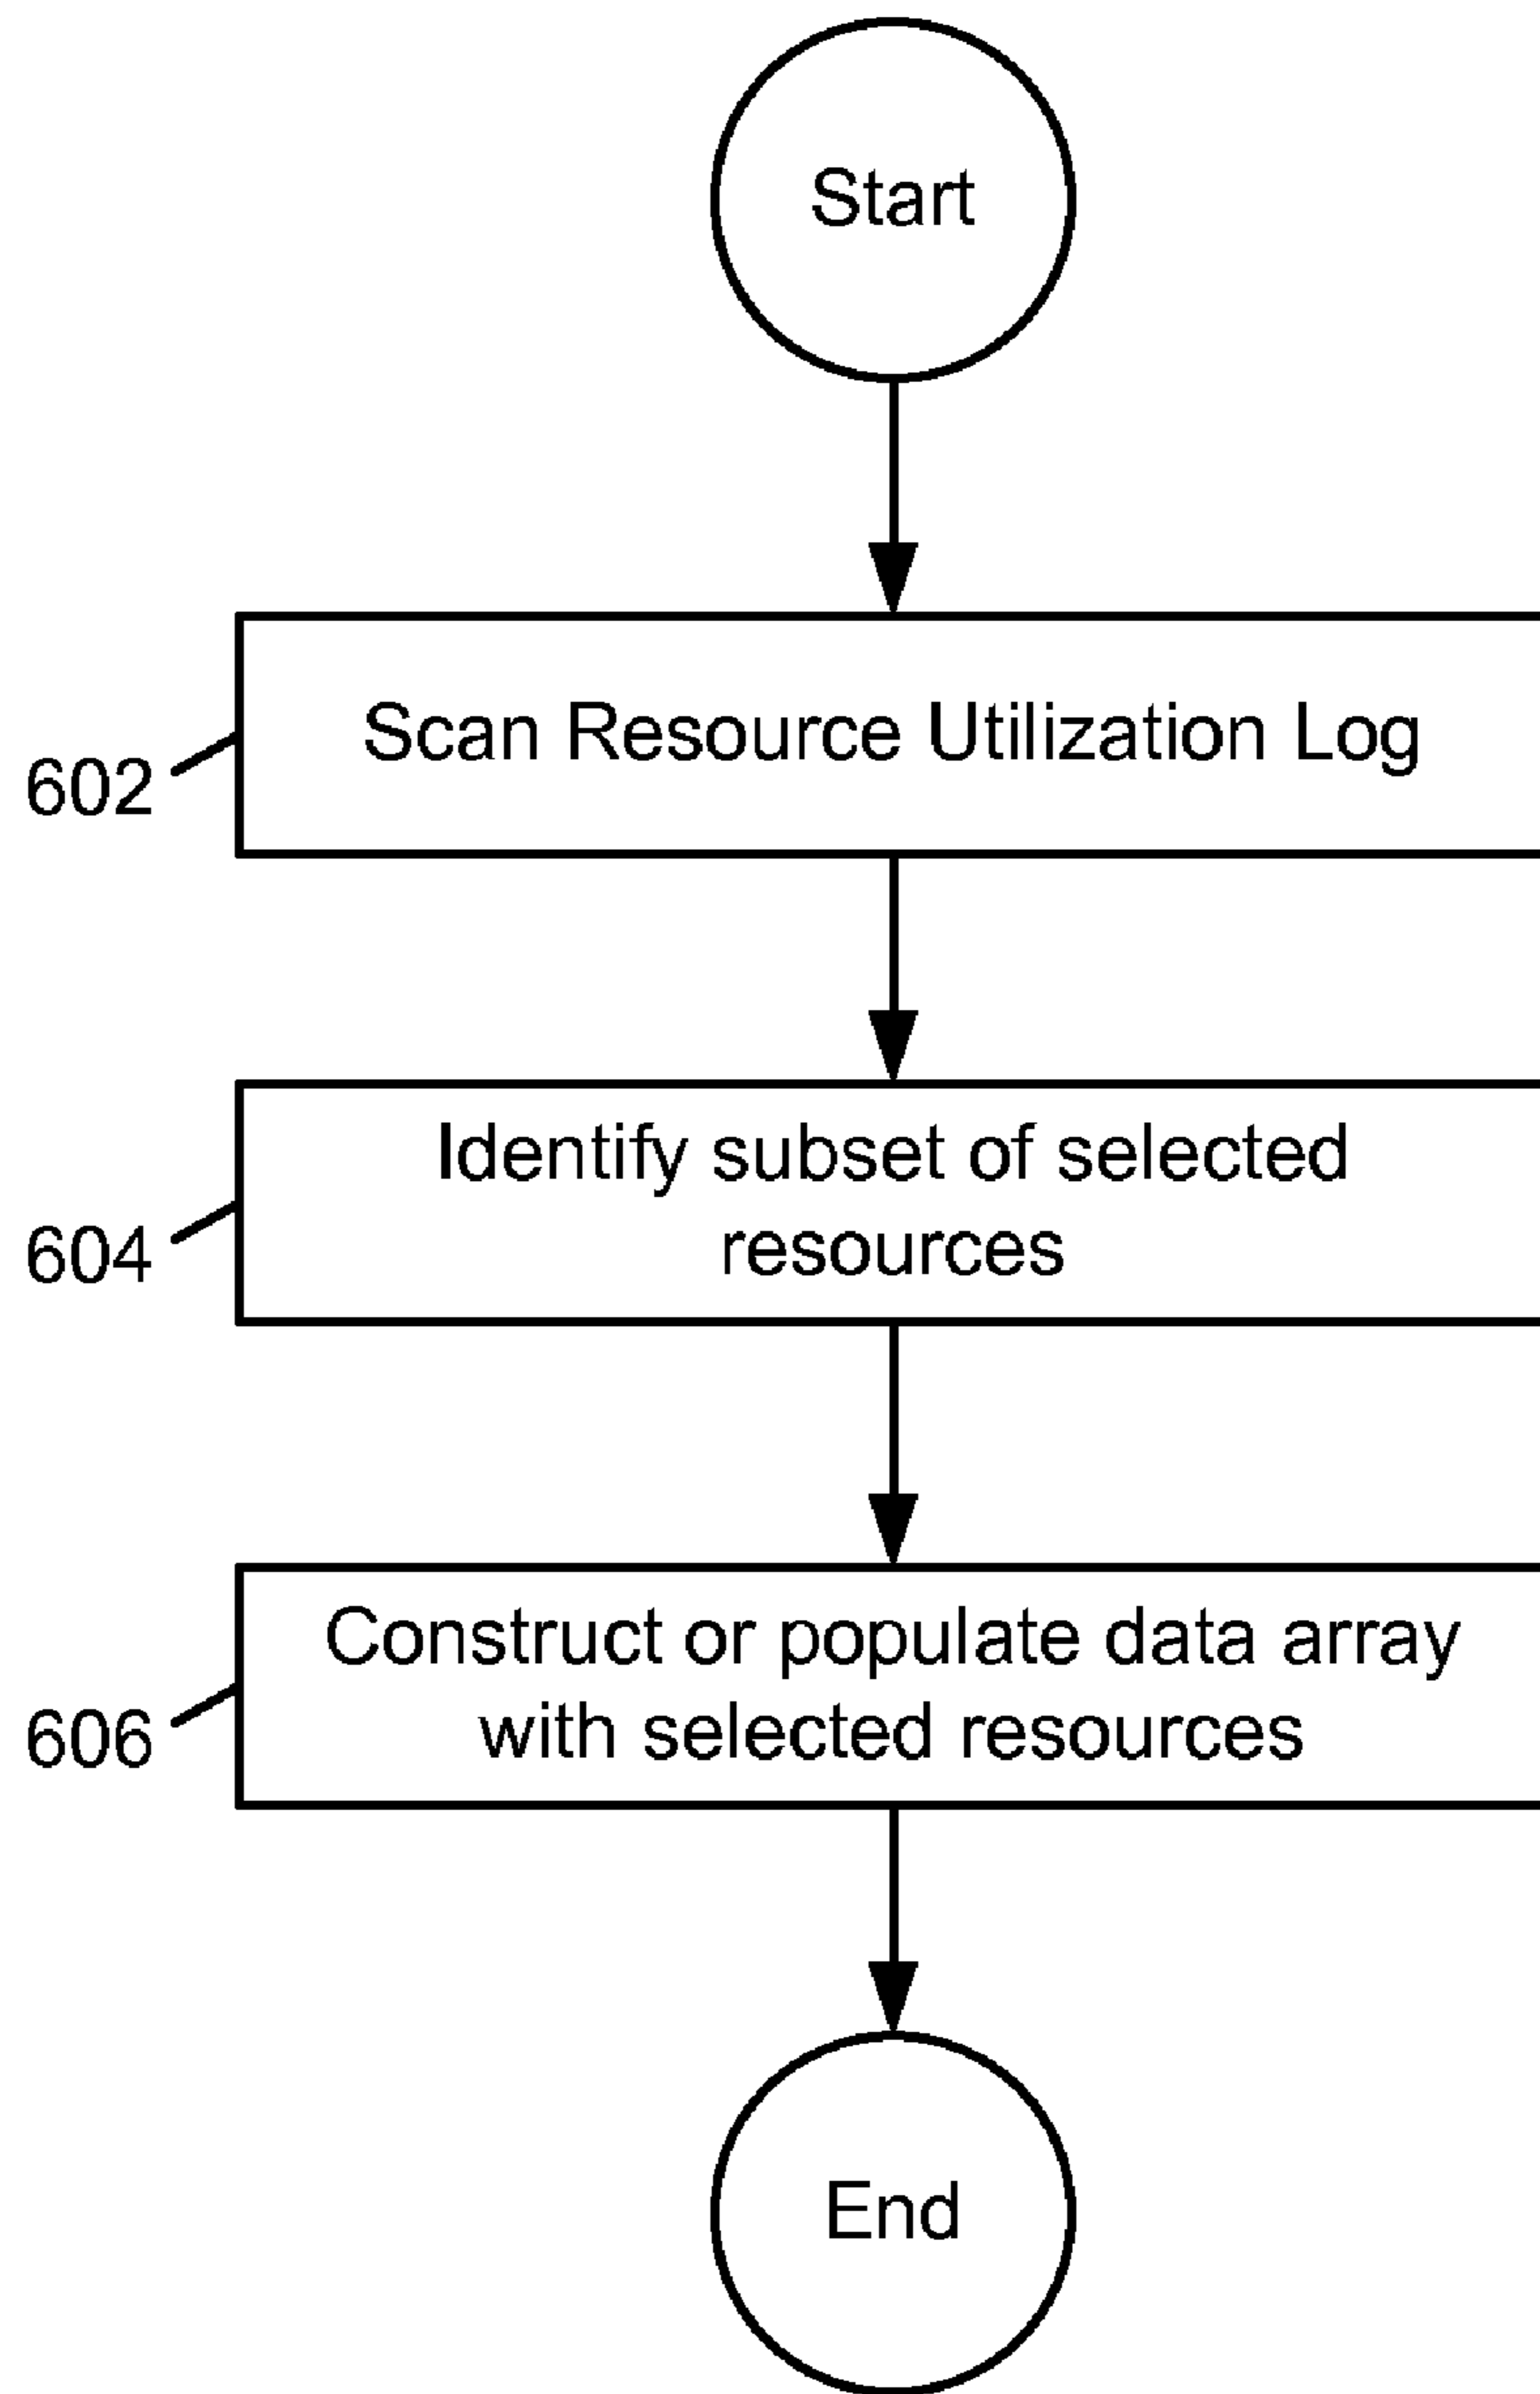 Start
Scan Resource Utilization Log
602
Identify subset of selected
resources
604
Construct or populate data array
with selected resources
606
End